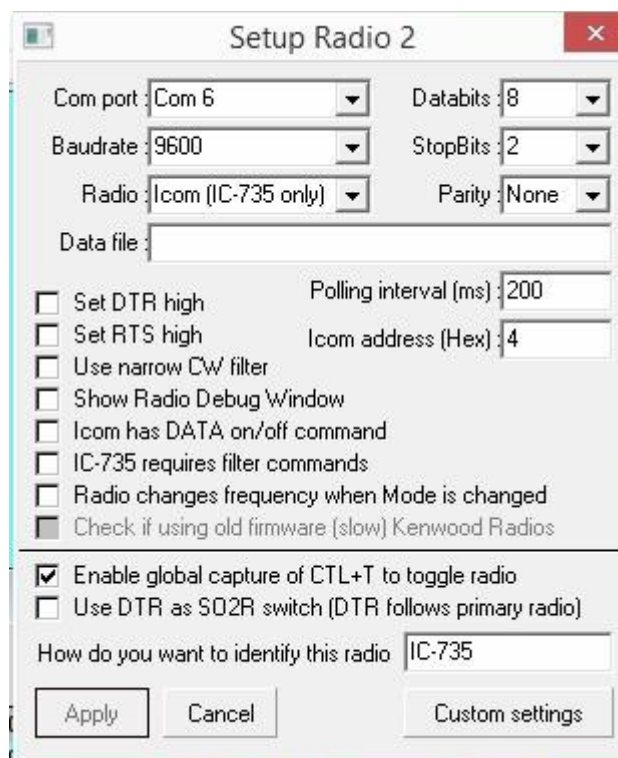 Setup Radio 2
Com port : Com 6 Databits : 8
Baudrate : 9600 StopBits : 2
Radio : Icom (IC-735 only) Parity : None
Data file :
Set DTR high Polling interval (ms) : 200
Set RTS high Icom address (Hex) : 4
Use narrow CW filter
Show Radio Debug Window
Icom has DATA on/off command
IC-735 requires filter commands
Radio changes frequency when Mode is changed
Check if using old firmware (slow) Kenwood Radios
Enable global capture of CTL+T to toggle radio
Use DTR as SO2R switch (DTR follows primary radio)
How do you want to identify this radio IC-735
Apply Cancel Custom settings